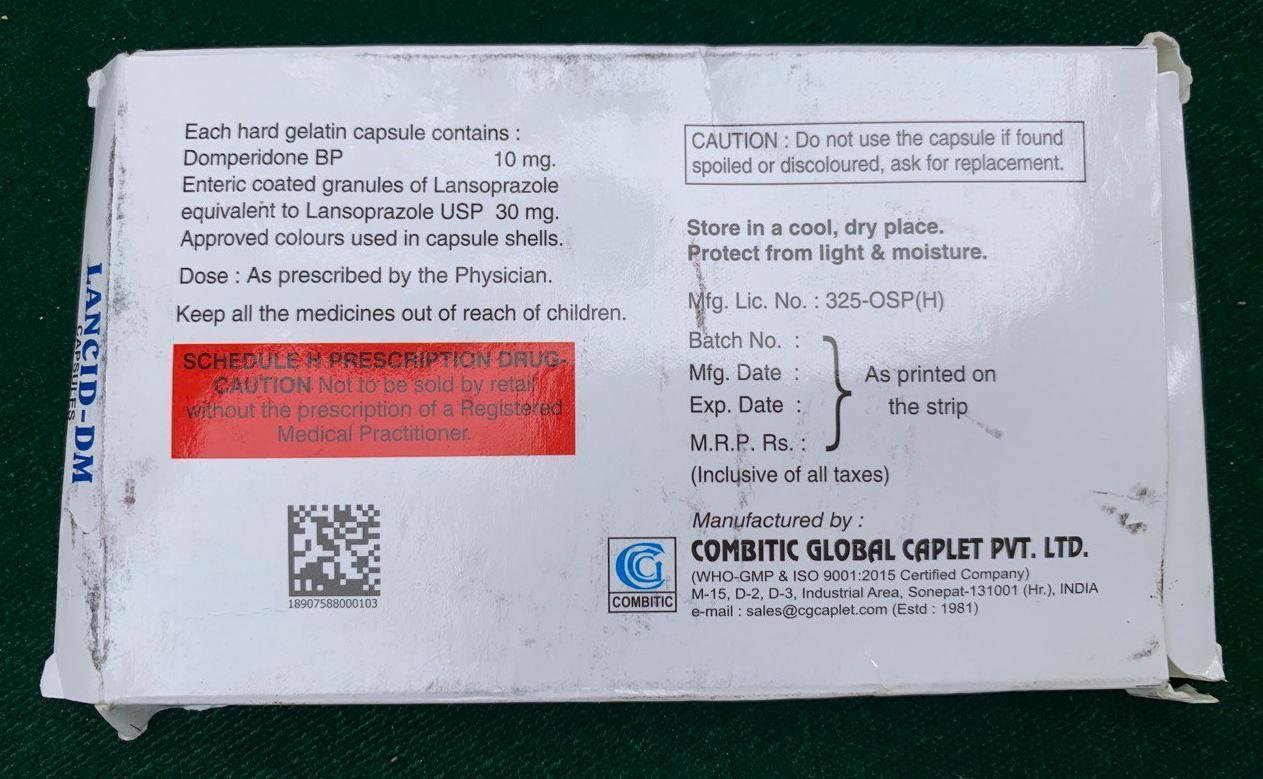 LANCID-DM
CAPSULES
Each hard gelatin capsule contains :
Domperidone BP 10 mg.
Enteric coated granules of Lansoprazole
equivalent to Lansoprazole USP 30 mg.
Approved colours used in capsule shells.
Dose : As prescribed by the Physician.
Keep all the medicines out of reach of children.
SCHEDULE H PRESCRIPTION DRUG-
CAUTION Not to be sold by retail
without the prescription of a Registered
Medical Practitioner.
18907588000103
CAUTION : Do not use the capsule if found
spoiled or discoloured, ask for replacement.
Store in a cool, dry place.
Protect from light & moisture.
Mfg. Lic. No. : 325-OSP(H)
Batch No. :
Mfg. Date :
Exp. Date :
M.R.P. Rs. :
As printed on
the strip
(Inclusive of all taxes)
Manufactured by :
COMBITIC
COMBITIC GLOBAL CAPLET PVT. LTD.
(WHO-GMP & ISO 9001:2015 Certified Company)
M-15, D-2, D-3, Industrial Area, Sonepat-131001 (Hr.), INDIA
e-mail : sales@cgcaplet.com (Estd : 1981)